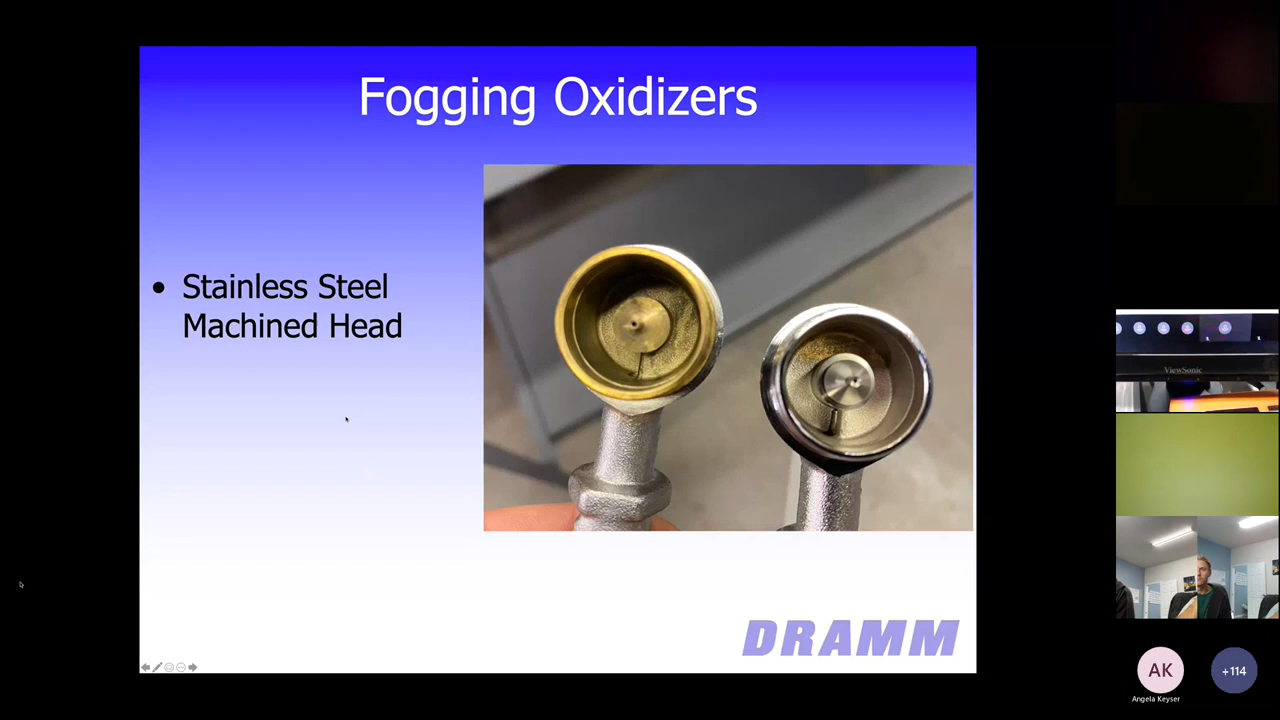 Fogging Oxidizers
• Stainless Steel
Machined Head
DRAMM
ViewSonic
AK
Angela Keyser
+114